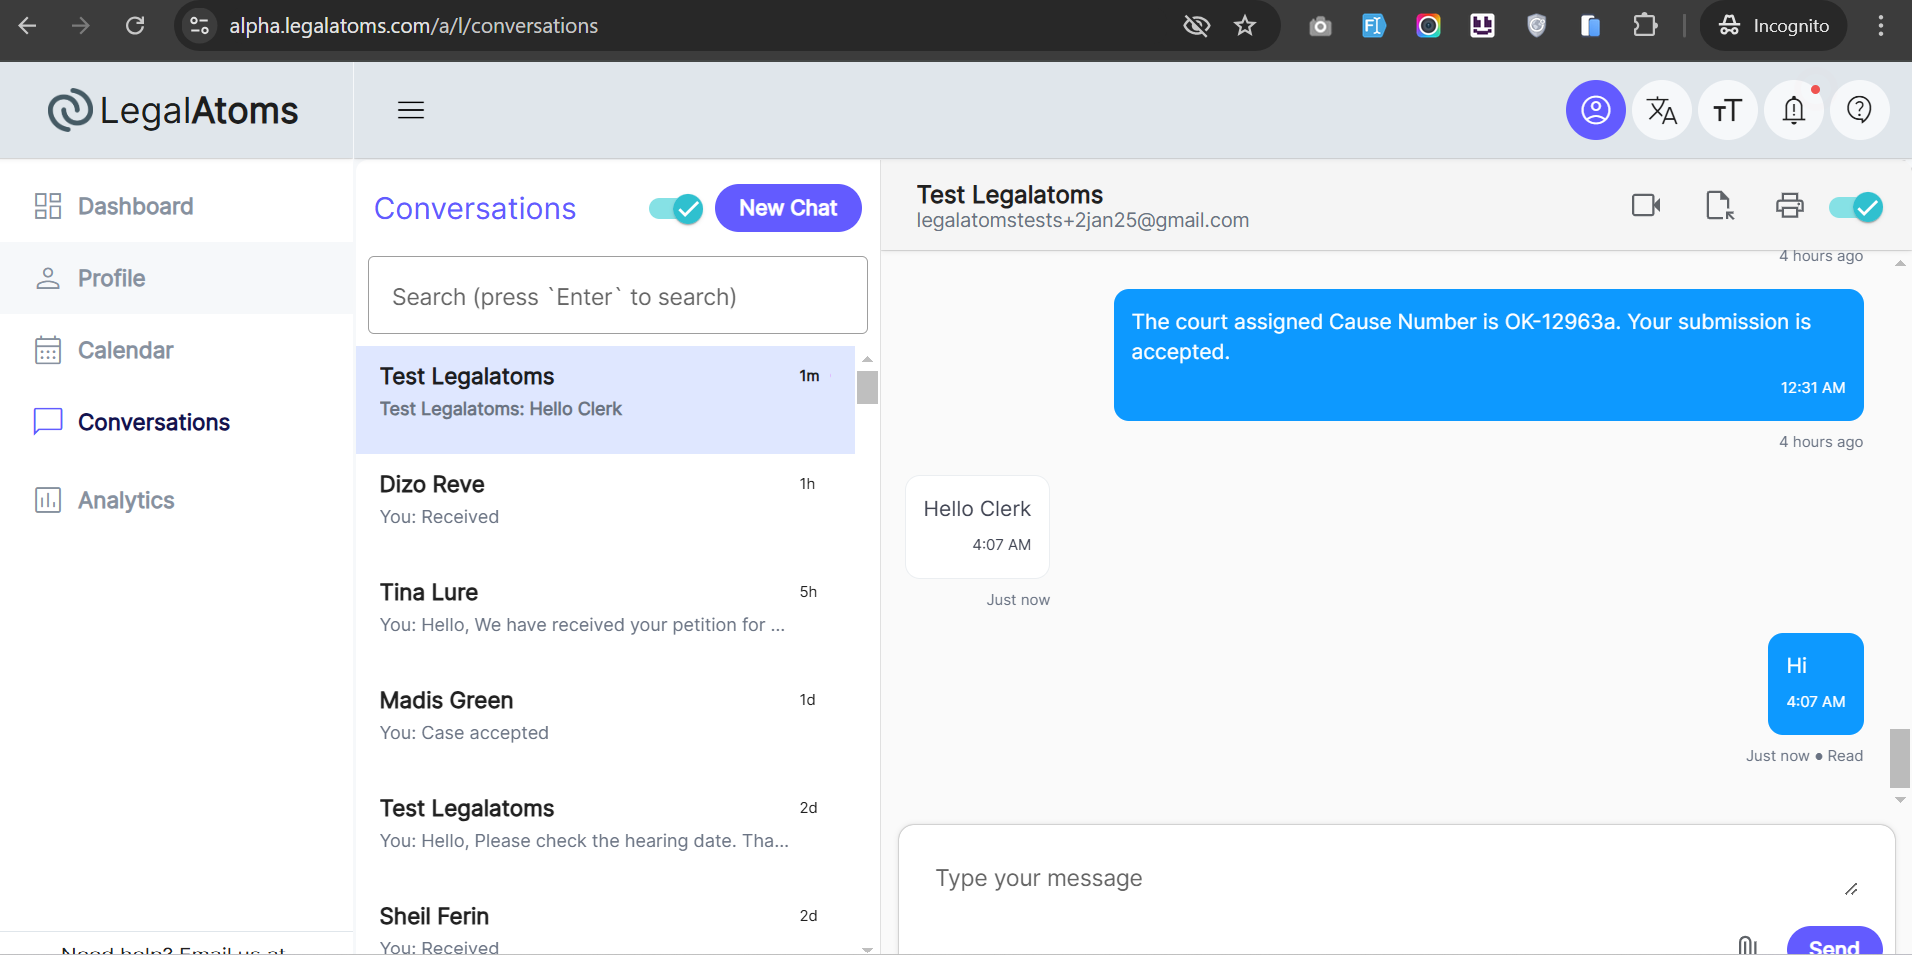 alpha.legalatoms.com/a/l/conversations
Incognito
LegalAtoms
Dashboard
Profile
Calendar
Conversations
Analytics
Need help? Email us at
Conversations
New Chat
Search (press `Enter` to search)
Test Legalatoms 1m
Test Legalatoms: Hello Clerk
Dizo Reve 1h
You: Received
Tina Lure 5h
You: Hello, We have received your petition for ...
Madis Green 1d
You: Case accepted
Test Legalatoms 2d
You: Hello, Please check the hearing date. Tha...
Sheil Ferin 2d
You: Received
Test Legalatoms
legalatomstests+2jan25@gmail.com
4 hours ago
The court assigned Cause Number is OK-12963a. Your submission is
accepted.
12:31 AM
4 hours ago
Hello Clerk
4:07 AM
Just now
Hi
4:07 AM
Just now ● Read
Type your message
Send